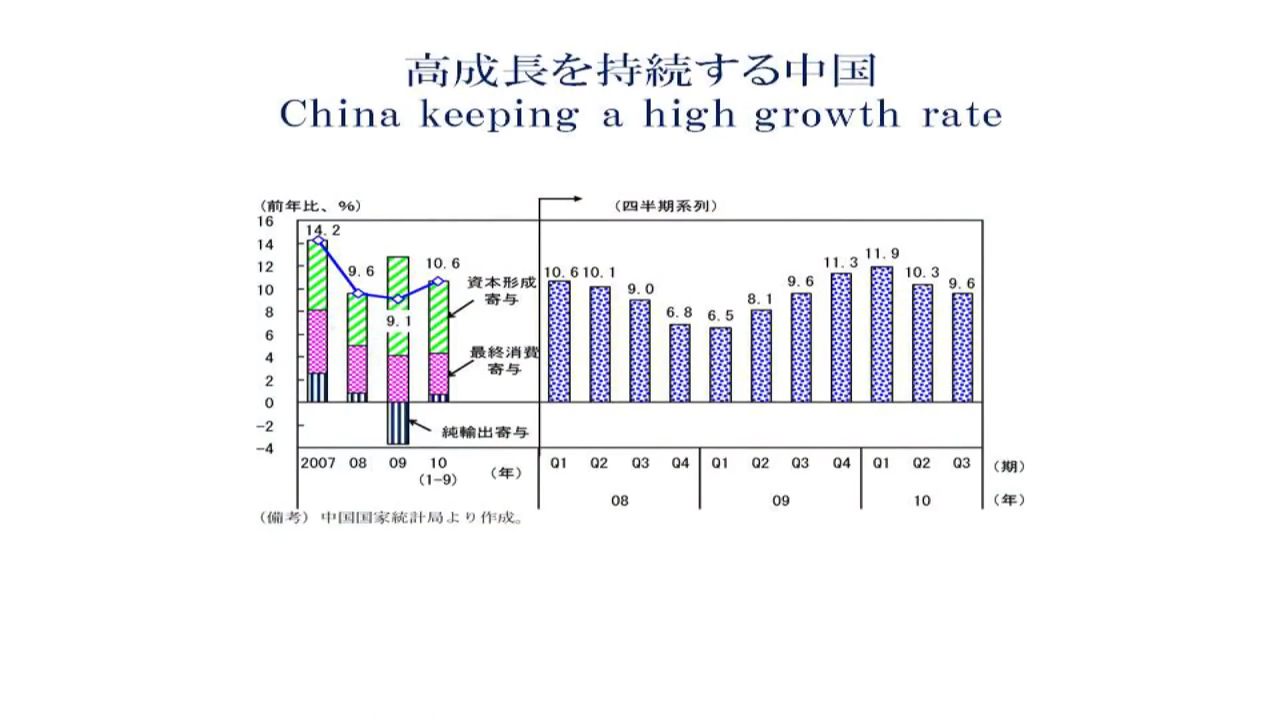 高成長を持続する中国
China keeping a high growth rate
（前年比、％）
（四半期系列）
16
14
12
10
8
6
4
2
0
−2
−4
14.2
9.6
9.1
10.6
資本形成
寄与
最終消費
寄与
純輸出寄与
10.6 10.1 9.0 6.8 6.5 8.1 9.6 11.3 11.9 10.3 9.6
2007 08 09 10 （年）
（1−9）
Q1 Q2 Q3 Q4 Q1 Q2 Q3 Q4 Q1 Q2 Q3 （期）
08 09 10 （年）
（備考）中国国家統計局より作成。